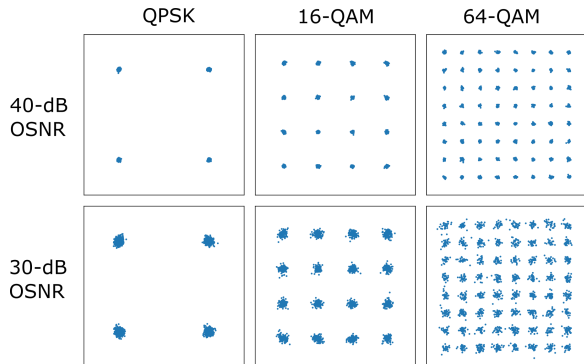 QPSK 16-QAM 64-QAM
40-dB
OSNR
30-dB
OSNR